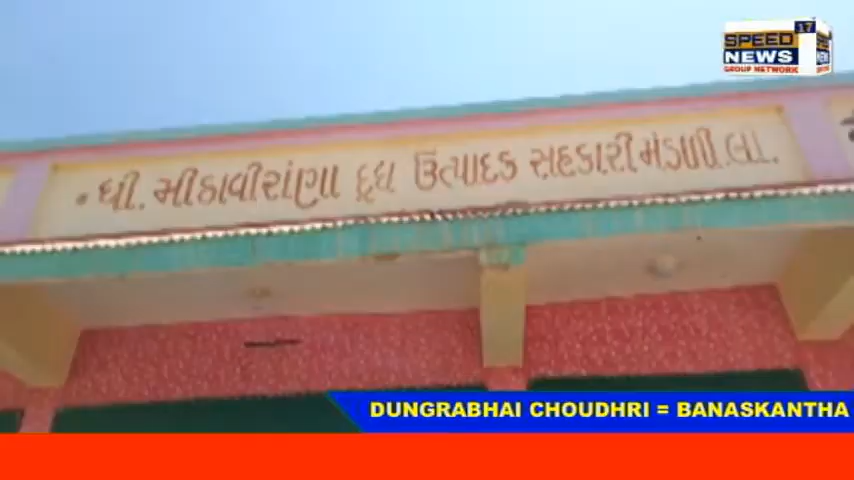 SPEED 17
NEWS
GROUP NETWORK
ધી. મીઠાવીરાંણા દૂધ ઉત્પાદક સહકારી મંડળી લી.
DUNGRABHAI CHOUDHRI = BANASKANTHA